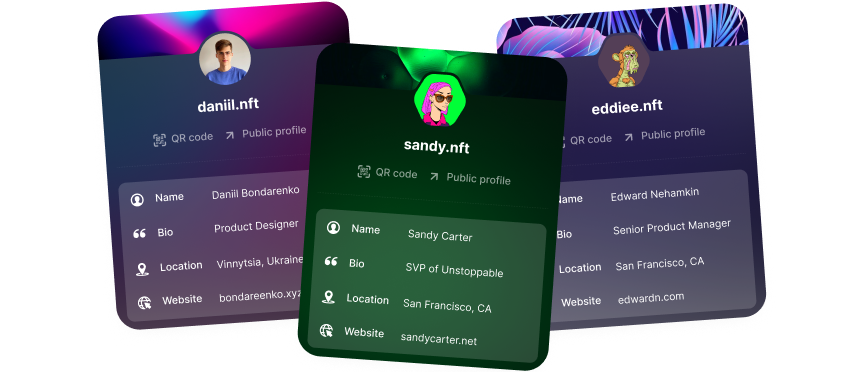 daniil.nft
QR code Public profile
Name Daniil Bondarenko
Bio Product Designer
Location Vinnytsia, Ukraine
Website bondareenko.xyz
sandy.nft
QR code Public profile
Name Sandy Carter
Bio SVP of Unstoppable
Location San Francisco, CA
Website sandycarter.net
eddiee.nft
QR code Public profile
Name Edward Nehamkin
Bio Senior Product Manager
Location San Francisco, CA
Website edwardn.com